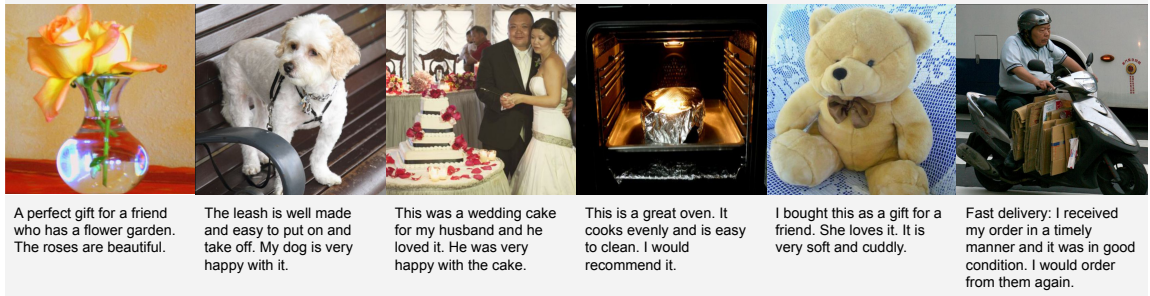 A perfect gift for a friend
who has a flower garden.
The roses are beautiful.
The leash is well made
and easy to put on and
take off. My dog is very
happy with it.
This was a wedding cake
for my husband and he
loved it. He was very
happy with the cake.
This is a great oven. It
cooks evenly and is easy
to clean. I would
recommend it.
I bought this as a gift for a
friend. She loves it. It is
very soft and cuddly.
Fast delivery: I received
my order in a timely
manner and it was in good
condition. I would order
from them again.